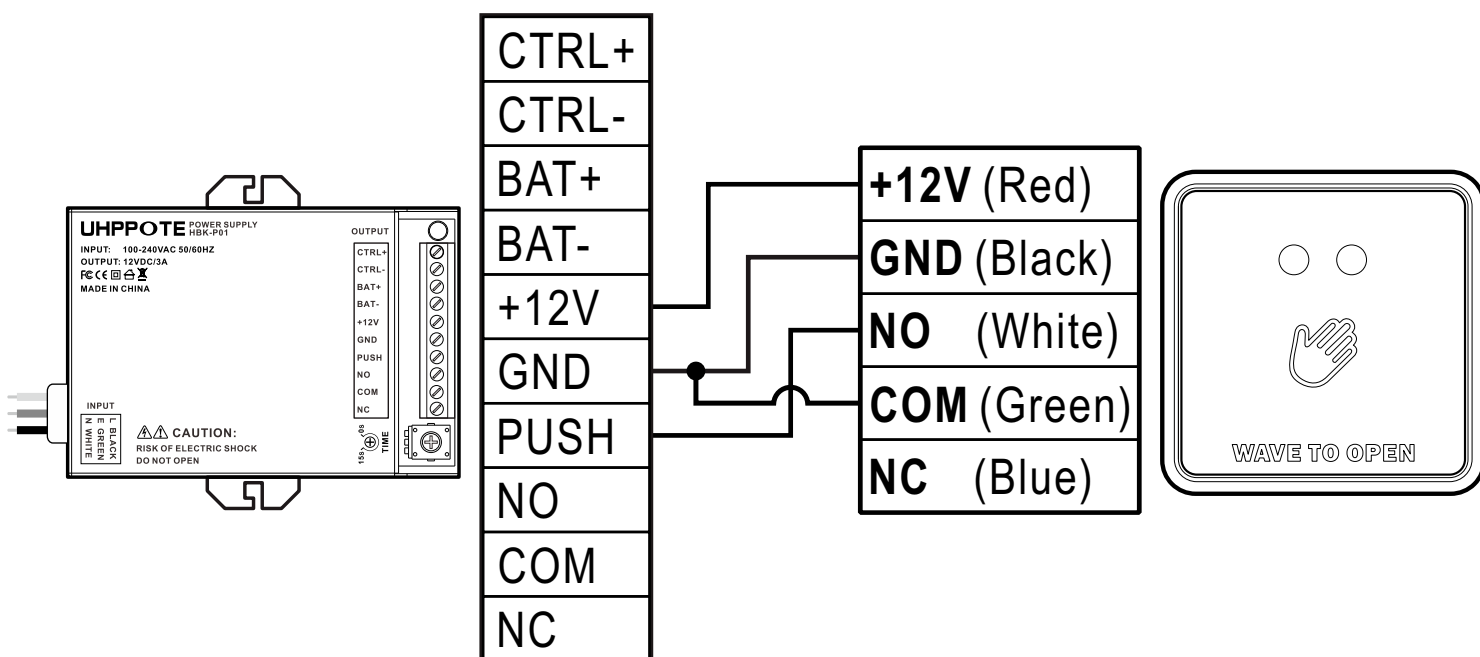 UHPPOTE POWER SUPPLY
HBK-P01
INPUT: 100-240VAC 50/60HZ
OUTPUT: 12VDC/3A
FC CE
MADE IN CHINA
OUTPUT
CTRL+
CTRL-
BAT+
BAT-
+12V
GND
PUSH
NO
COM
NC
INPUT
L BLACK
E GREEN
N WHITE
CAUTION:
RISK OF ELECTRIC SHOCK
DO NOT OPEN
15s 0s
TIME
CTRL+
CTRL-
BAT+
BAT-
+12V
GND
PUSH
NO
COM
NC
+12V (Red)
GND (Black)
NO (White)
COM (Green)
NC (Blue)
WAVE TO OPEN